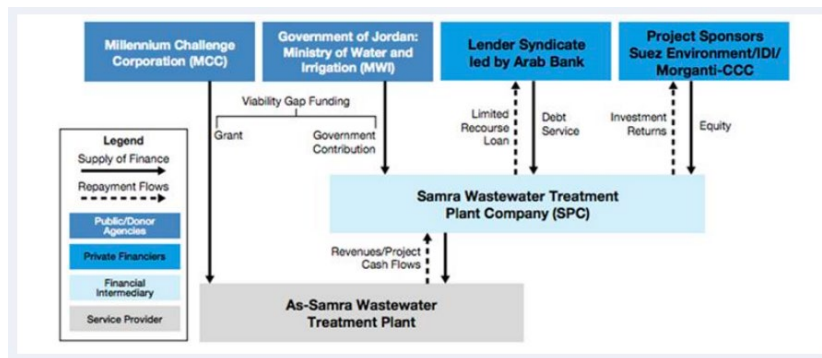 Millennium Challenge
Corporation (MCC)
Government of Jordan:
Ministry of Water and
Irrigation (MWI)
Lender Syndicate
led by Arab Bank
Project Sponsors
Suez Environment/IDI/
Morganti-CCC
Viability Gap Funding
Grant
Government
Contribution
Limited
Recourse
Loan
Debt
Service
Investment
Returns
Equity
Legend
Supply of Finance
Repayment Flows
Public/Donor
Agencies
Private Financiers
Financial
Intermediary
Service Provider
Samra Wastewater Treatment
Plant Company (SPC)
Revenues/Project
Cash Flows
As-Samra Wastewater
Treatment Plant